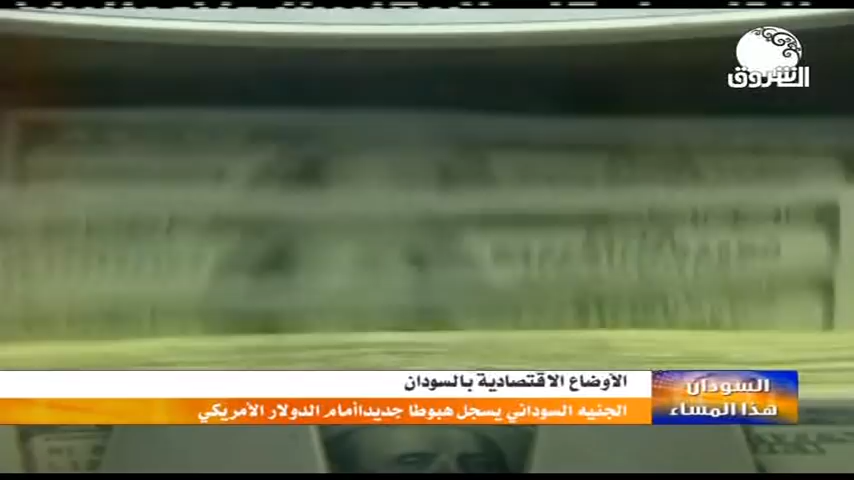 الشروق
الأوضاع الاقتصادية بالسودان
السودان
هذا المساء
الجنيه السوداني يسجل هبوطا جديداأمام الدولار الأمريكي